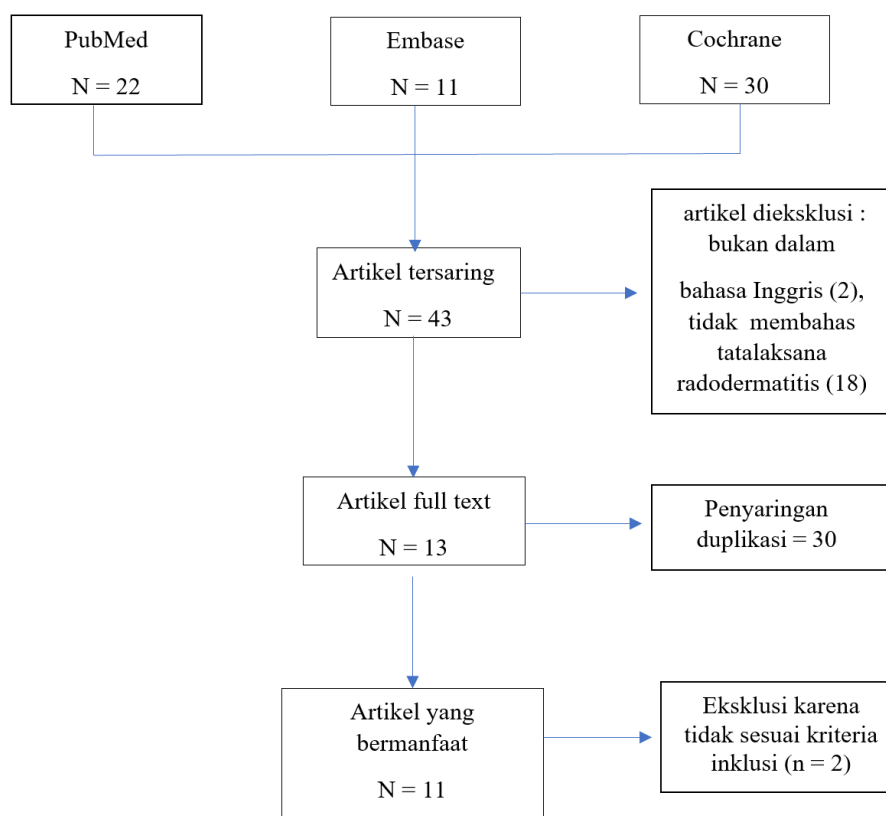 PubMed
N = 22
Embase
N = 11
Cochrane
N = 30
artikel dieksklusi :
bukan dalam
bahasa Inggris (2),
tidak membahas
tatalaksana
radodermatitis (18)
Artikel tersaring
N = 43
Artikel full text
N = 13
Penyaringan
duplikasi = 30
Artikel yang
bermanfaat
N = 11
Eksklusi karena
tidak sesuai kriteria
inklusi (n = 2)